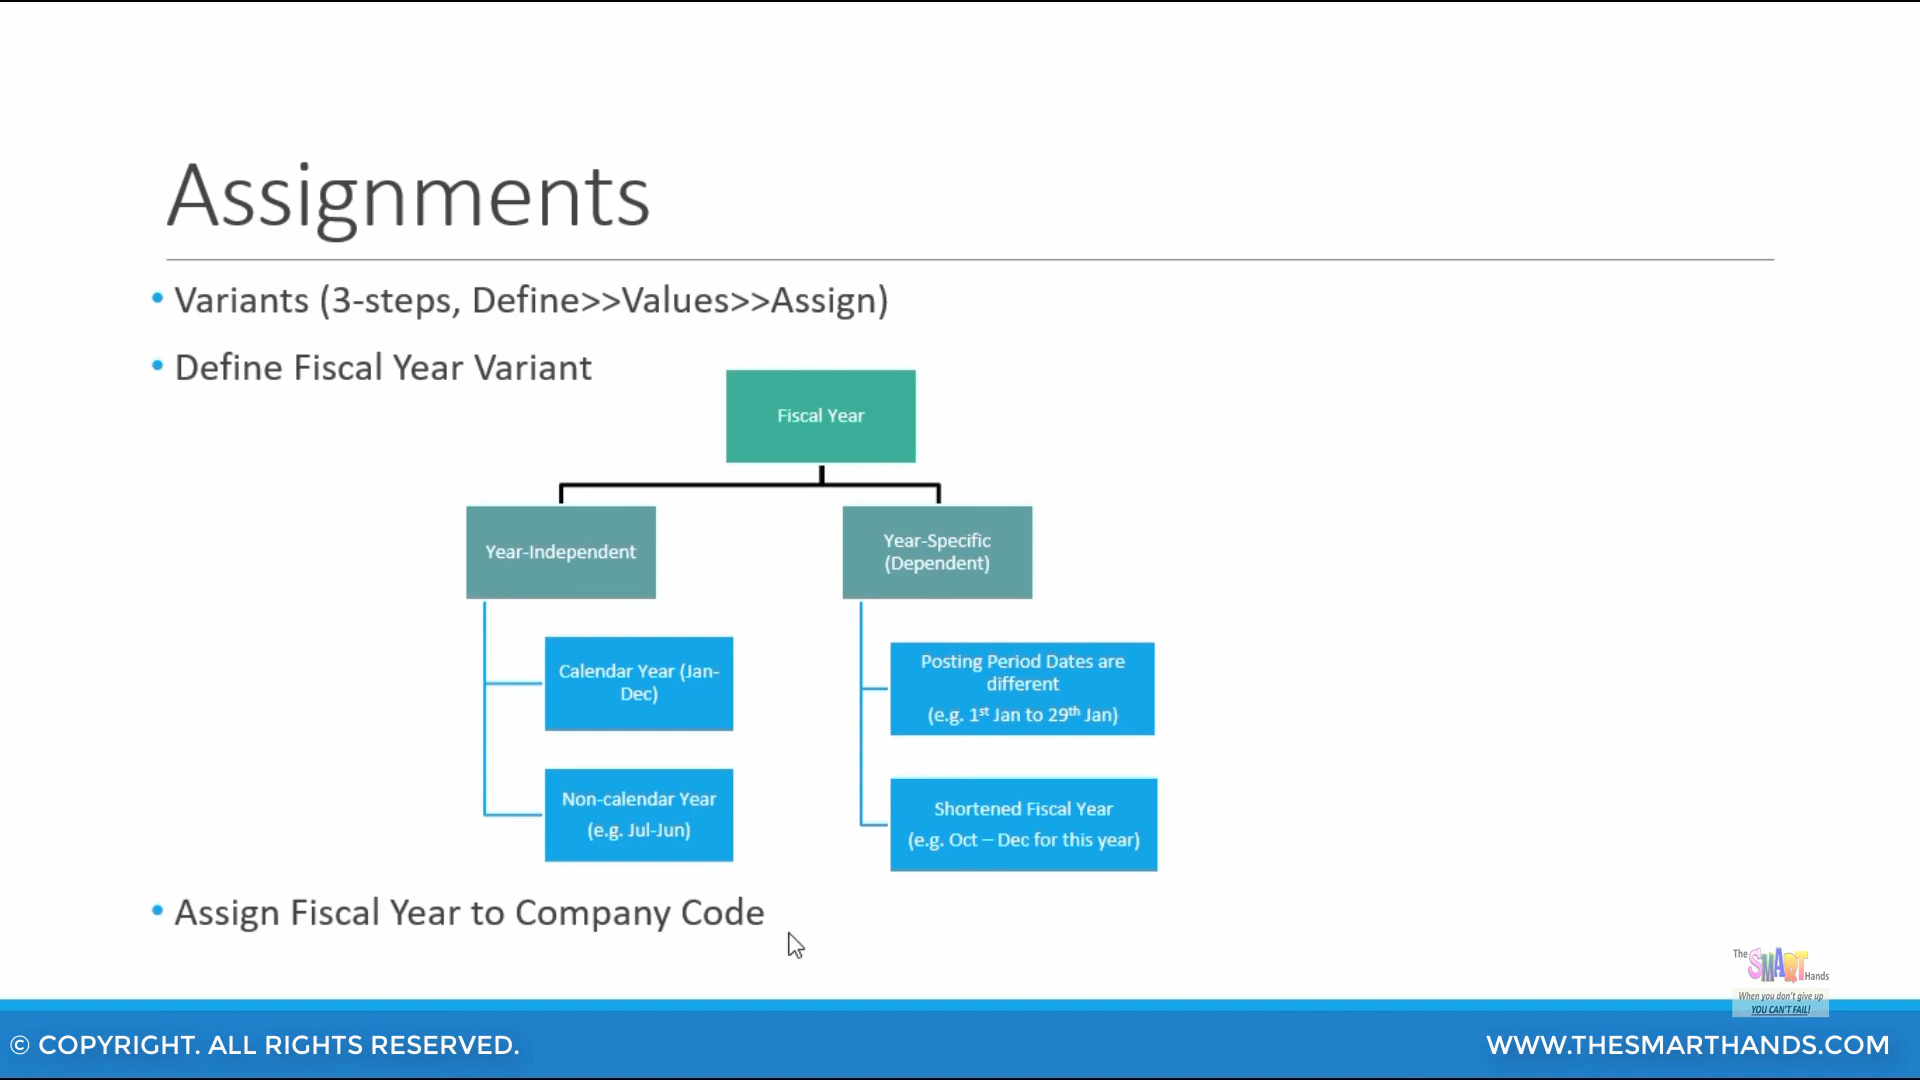 Assignments
• Variants (3-steps, Define>>Values>>Assign)
• Define Fiscal Year Variant
Fiscal Year
Year-Independent
Year-Specific
(Dependent)
Calendar Year (Jan-
Dec)
Posting Period Dates are
different
(e.g. 1st Jan to 29th Jan)
Non-calendar Year
(e.g. Jul-Jun)
Shortened Fiscal Year
(e.g. Oct – Dec for this year)
• Assign Fiscal Year to Company Code
The SMART Hands
When you don't give up
YOU CAN'T FAIL!
© COPYRIGHT. ALL RIGHTS RESERVED.
WWW.THESMARTHANDS.COM